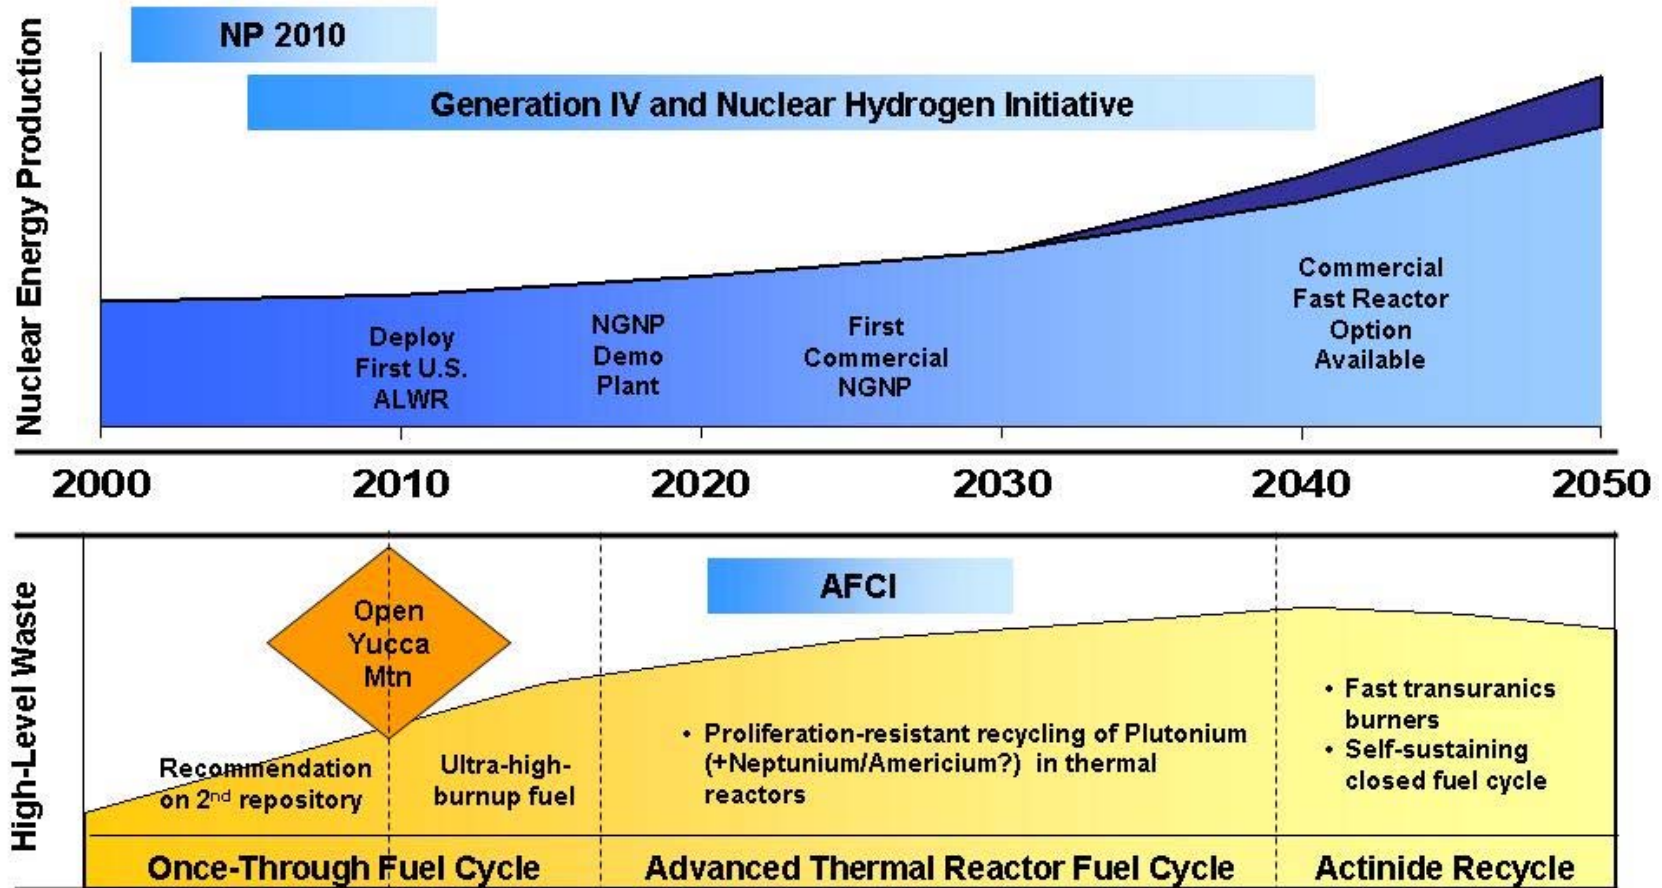 NP 2010
Generation IV and Nuclear Hydrogen Initiative
Nuclear Energy Production
Deploy
First U.S.
ALWR
NGNP
Demo
Plant
First
Commercial
NGNP
Commercial
Fast Reactor
Option
Available
2000 2010 2020 2030 2040 2050
High-Level Waste
Open
Yucca
Mtn
AFCI
Recommendation
on 2nd repository
Ultra-high-
burnup fuel
• Proliferation-resistant recycling of Plutonium
(+Neptunium/Americium?) in thermal
reactors
• Fast transuranics
burners
• Self-sustaining
closed fuel cycle
Once-Through Fuel Cycle
Advanced Thermal Reactor Fuel Cycle
Actinide Recycle